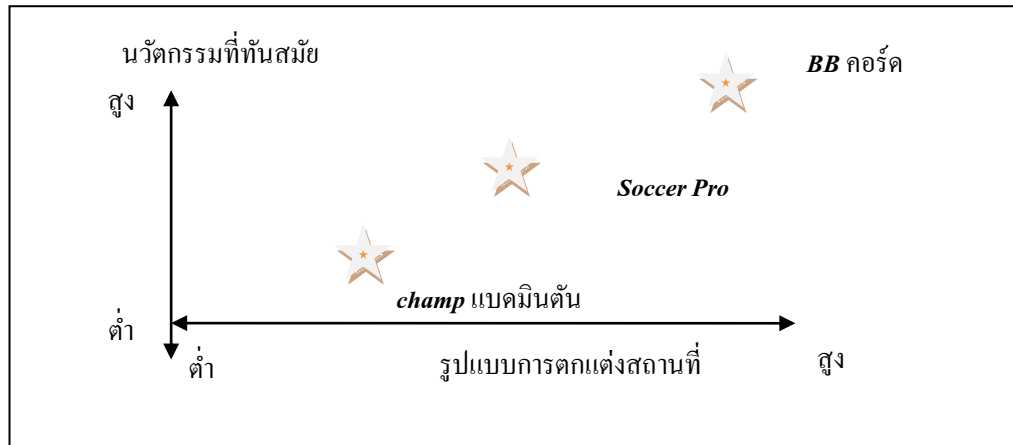 นวัตกรรมที่ทันสมัย
BB คอร์ด
สูง
Soccer Pro
champ แบดมินตัน
ต่ำ
ต่ำ
รูปแบบการตกแต่งสถานที่
สูง